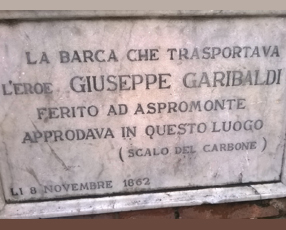 LA BARCA CHE TRASPORTAVA
L'EROE GIUSEPPE GARIBALDI
FERITO AD ASPROMONTE
APPRODAVA IN QUESTO LUOGO
( SCALO DEL CARBONE )
LI 8 NOVEMBRE 1862